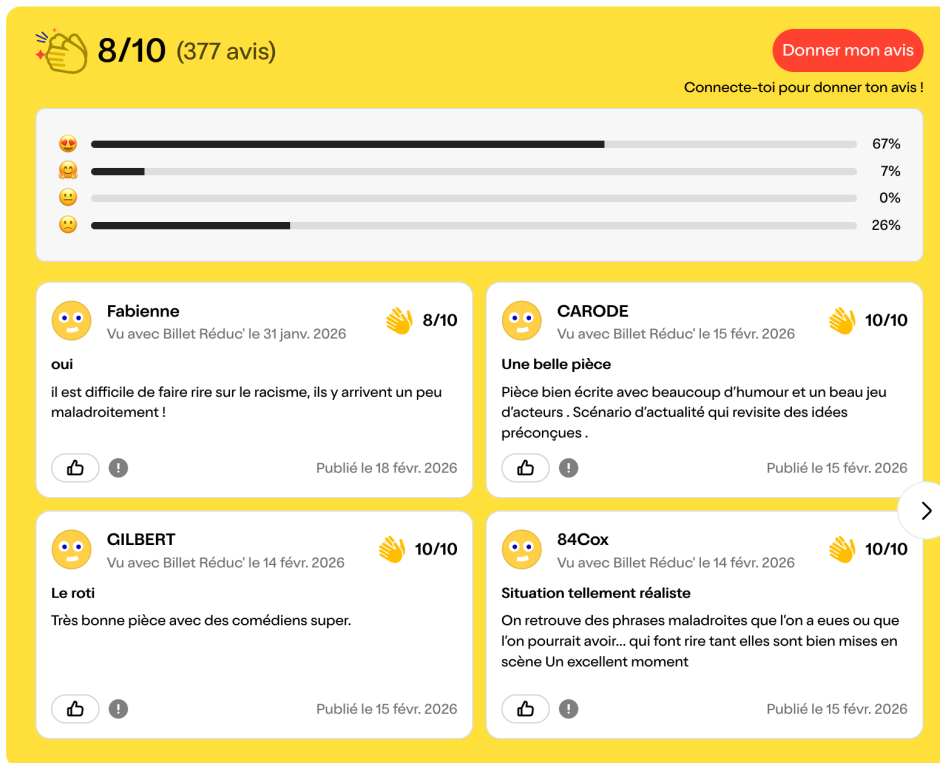 8/10 (377 avis)
Donner mon avis
Connecte-toi pour donner ton avis !
67%
7%
0%
26%
Fabienne
Vu avec Billet Réduc' le 31 janv. 2026
8/10
oui
il est difficile de faire rire sur le racisme, ils y arrivent un peu
maladroitement !
Publié le 18 févr. 2026
CARODE
Vu avec Billet Réduc' le 15 févr. 2026
10/10
Une belle pièce
Pièce bien écrite avec beaucoup d'humour et un beau jeu
d'acteurs . Scénario d'actualité qui revisite des idées
préconçues .
Publié le 15 févr. 2026
GILBERT
Vu avec Billet Réduc' le 14 févr. 2026
10/10
Le roti
Très bonne pièce avec des comédiens super.
Publié le 15 févr. 2026
84Cox
Vu avec Billet Réduc' le 14 févr. 2026
10/10
Situation tellement réaliste
On retrouve des phrases maladroites que l'on a eues ou que
l'on pourrait avoir... qui font rire tant elles sont bien mises en
scène Un excellent moment
Publié le 15 févr. 2026